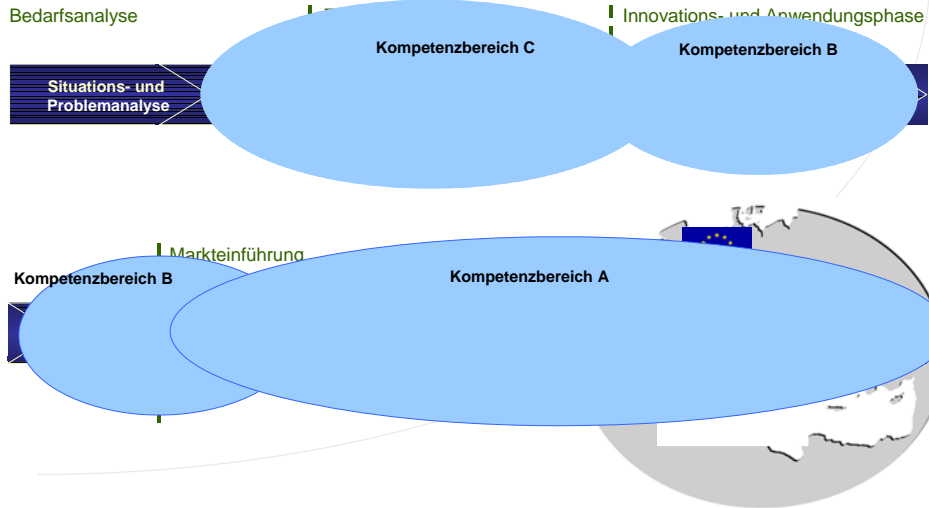 Bedarfsanalyse
Innovations- und Anwendungsphase
Kompetenzbereich C
Kompetenzbereich B
Situations- und
Problemanalyse
Markteinführung
Kompetenzbereich B
Kompetenzbereich A